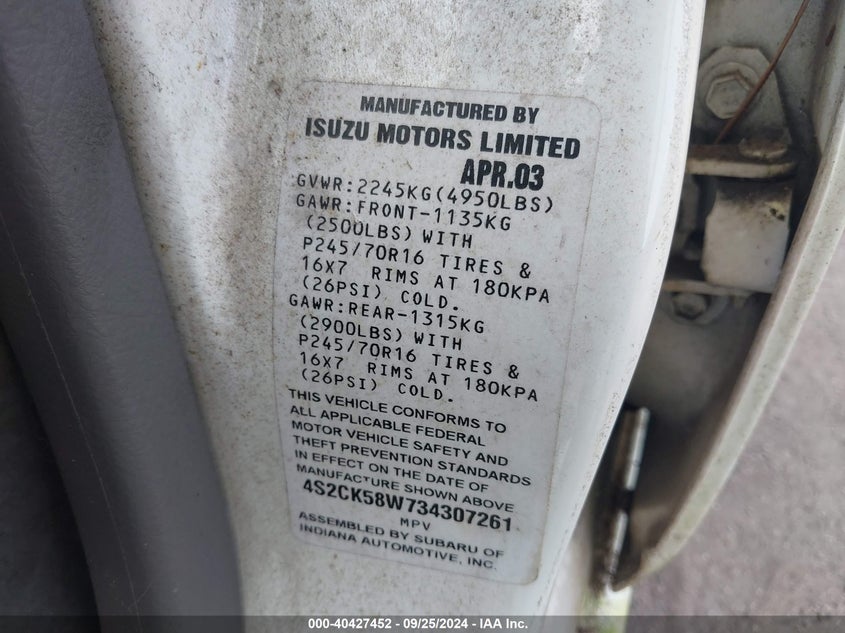 MANUFACTURED BY
ISUZU MOTORS LIMITED
APR.03
GVWR:2245KG(4950LBS)
GAWR:FRONT-1135KG
(2500LBS) WITH
P245/70R16 TIRES &
16X7 RIMS AT 180KPA
(26PSI) COLD.
GAWR:REAR-1315KG
(2900LBS) WITH
P245/70R16 TIRES &
16X7 RIMS AT 180KPA
(26PSI) COLD.
THIS VEHICLE CONFORMS TO
ALL APPLICABLE FEDERAL
MOTOR VEHICLE SAFETY AND
THEFT PREVENTION STANDARDS
IN EFFECT ON THE DATE OF
MANUFACTURE SHOWN ABOVE
4S2CK58W734307261
MPV
ASSEMBLED BY SUBARU OF
INDIANA AUTOMOTIVE, INC.
000-40427452 - 09/25/2024 - IAA Inc.